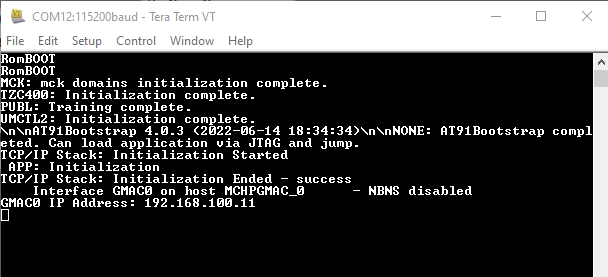 COM12:115200baud - Tera Term VT
File Edit Setup Control Window Help
RomBOOT
RomBOOT
MCK: mck domains initialization complete.
TZC400: Initialization complete.
PUBL: Training complete.
UMCTL2: Initialization complete.
\n\nAT91Bootstrap 4.0.3 (2022-06-14 18:34:34)\n\nNONE: AT91Bootstrap compl
eted. Can load application via JTAG and jump.
TCP/IP Stack: Initialization Started
APP: Initialization
TCP/IP Stack: Initialization Ended - success
Interface GMAC0 on host MCHPGMAC_0 - NBNS disabled
GMAC0 IP Address: 192.168.100.11